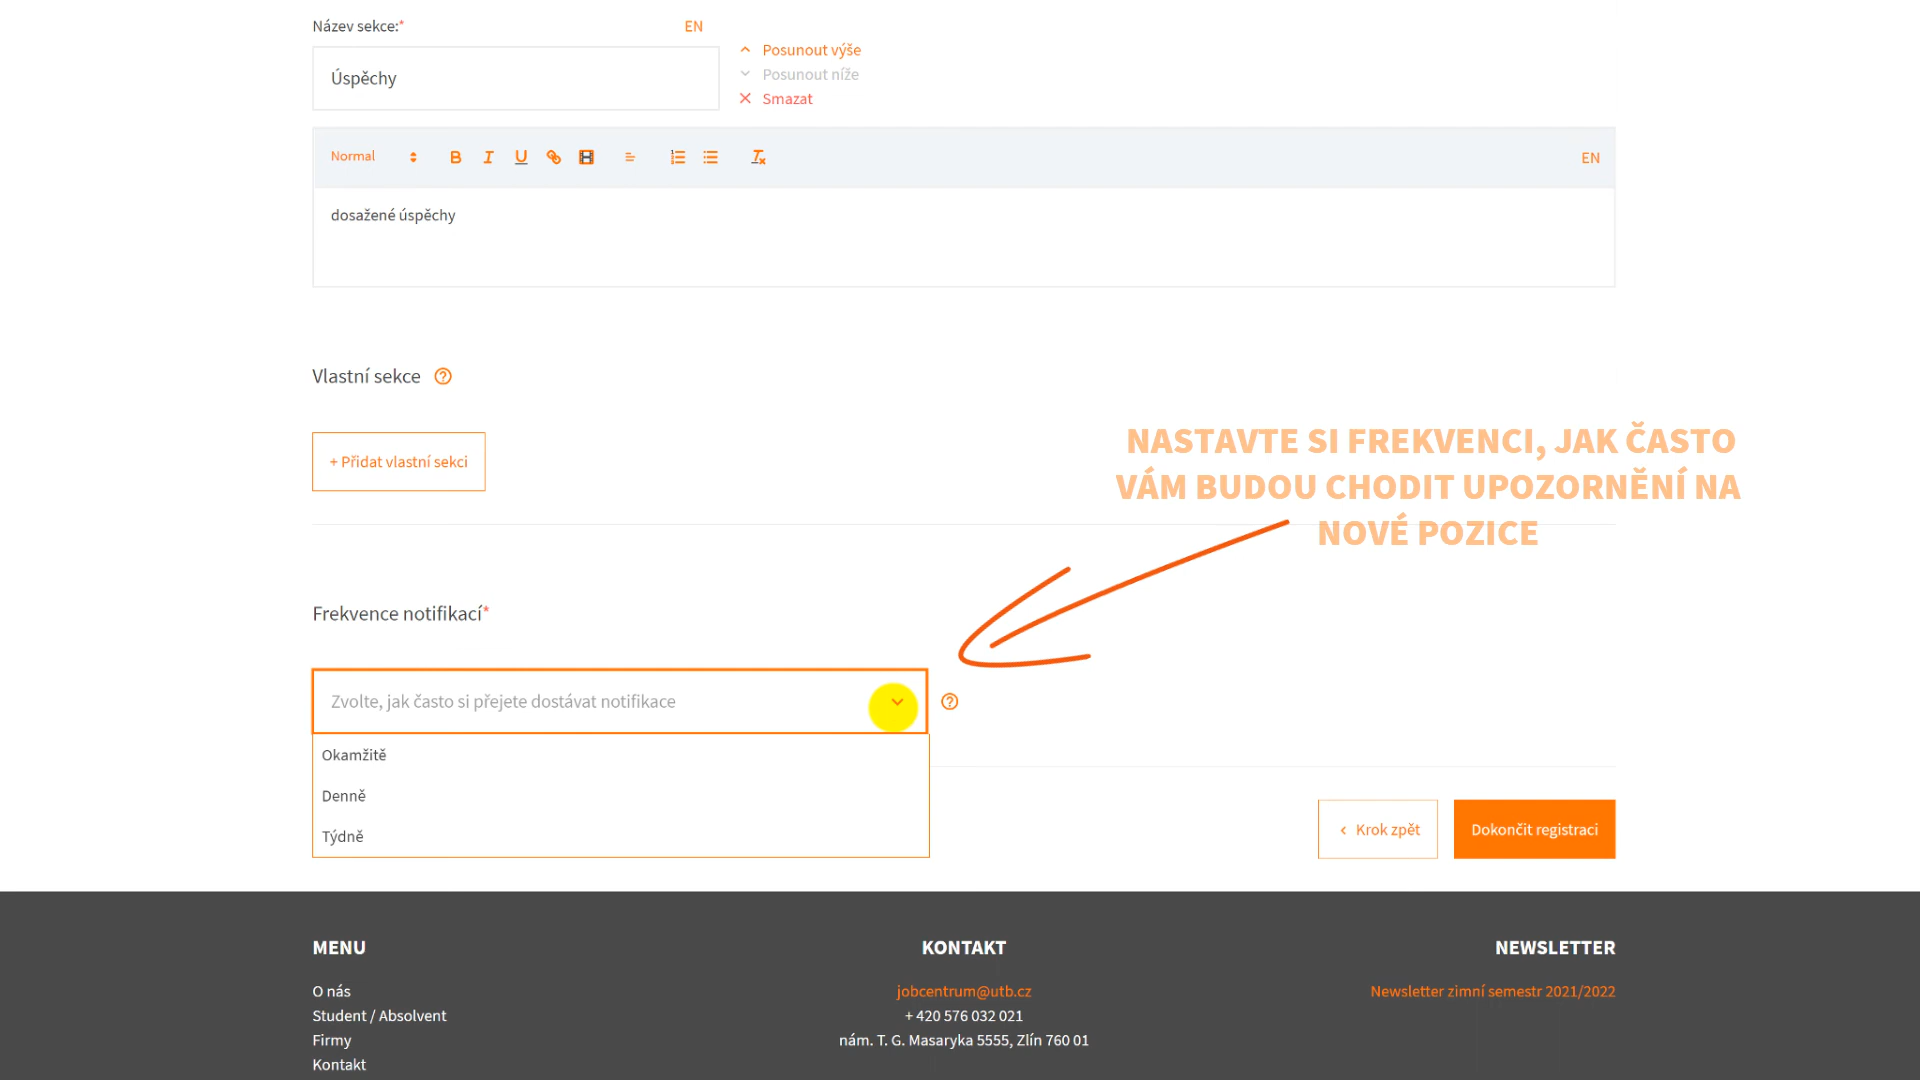 Název sekce:*
EN
Úspěchy
Posunout výše
Posunout níže
Smazat
Normal
EN
dosažené úspěchy
Vlastní sekce
+ Přidat vlastní sekci
NASTAVTE SI FREKVENCI, JAK ČASTO
VÁM BUDOU CHODIT UPOZORNĚNÍ NA
NOVÉ POZICE
Frekvence notifikací*
Zvolte, jak často si přejete dostávat notifikace
Okamžitě
Denně
Týdně
Krok zpět
Dokončit registraci
MENU
O nás
Student / Absolvent
Firmy
Kontakt
KONTAKT
jobcentrum@utb.cz
+ 420 576 032 021
nám. T. G. Masaryka 5555, Zlín 760 01
NEWSLETTER
Newsletter zimní semestr 2021/2022